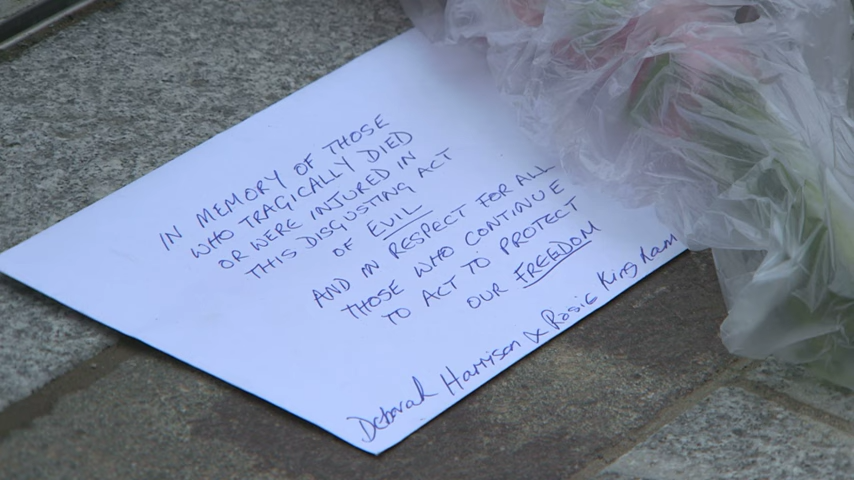 IN MEMORY OF THOSE
WHO TRAGICALLY DIED
OR WERE INJURED IN
THIS DISGUSTING ACT
OF EVIL
AND IN RESPECT FOR ALL
THOSE WHO CONTINUE
TO ACT TO PROTECT
OUR FREEDOM
Deborah Harrison & Rosie